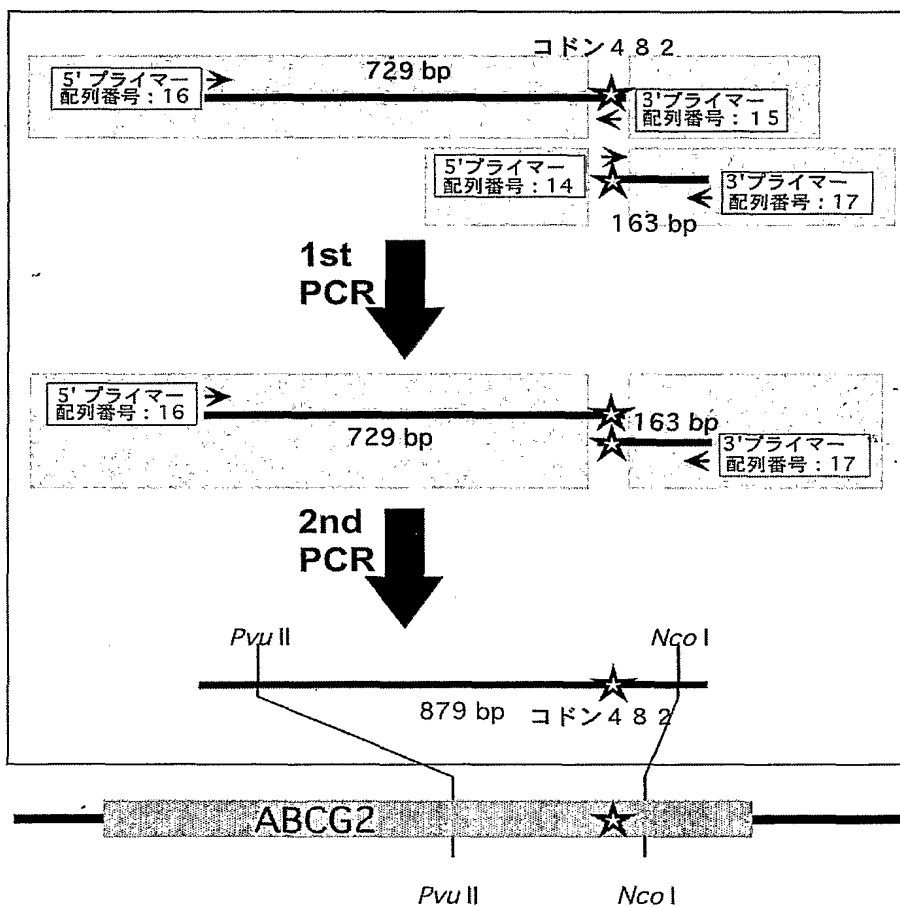 コドン４８２
729 bp
5' プライマー
配列番号：16
3'プライマー
配列番号：１５
5'プライマー
配列番号：14
3'プライマー
配列番号：17
163 bp
1st
PCR
5' プライマー
配列番号：16
163 bp
729 bp
3'プライマー
配列番号：17
2nd
PCR
Pvu II
Nco I
879 bp
コドン４８２
ABCG2
Pvu II
Nco I